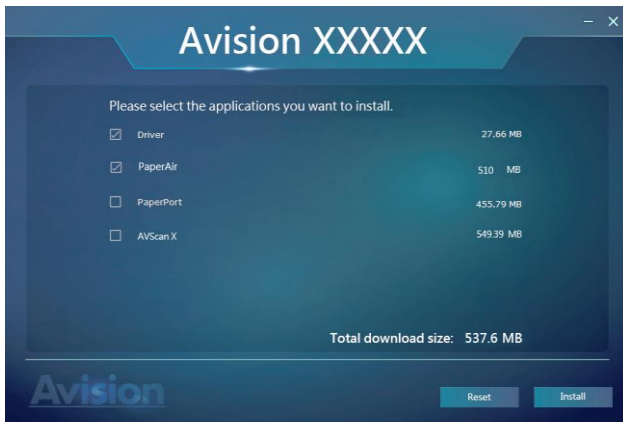 Avision XXXXX
Please select the applications you want to install.
Driver 27.66 MB
PaperAir 510 MB
PaperPort 455.79 MB
AVScan X 549.39 MB
Total download size: 537.6 MB
Avision
Reset Install